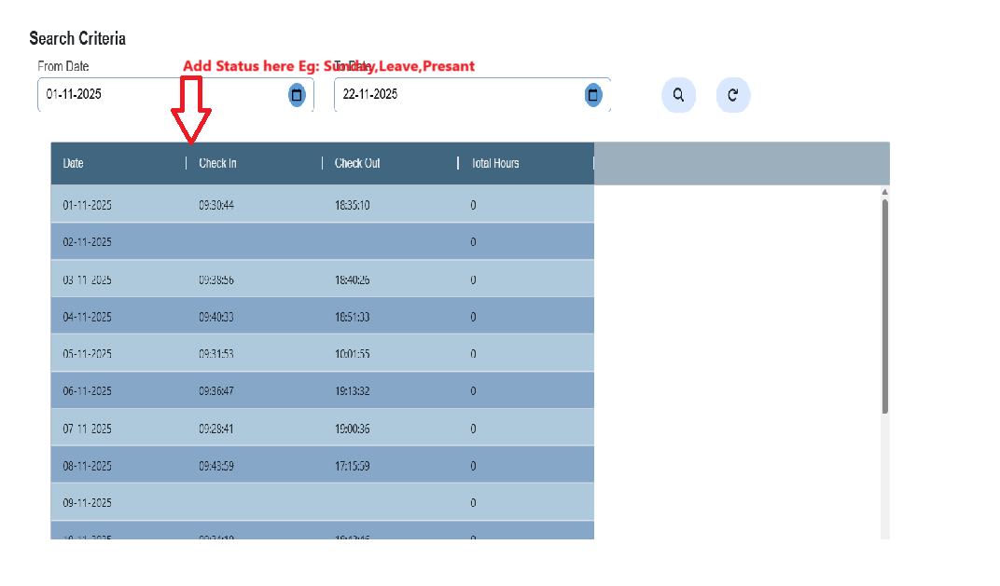 Search Criteria
From Date
Add Status here Eg: Sunday,Leave,Presant
To Date
01-11-2025
22-11-2025
Date Check In Check Out Total Hours
01-11-2025 09:30:44 18:35:10 0
02-11-2025 0
03-11-2025 09:38:56 18:40:26 0
04-11-2025 09:40:33 18:51:33 0
05-11-2025 09:31:53 10:01:55 0
06-11-2025 09:36:47 19:13:32 0
07-11-2025 09:28:41 19:00:36 0
08-11-2025 09:43:59 17:15:59 0
09-11-2025 0
10-11-2025